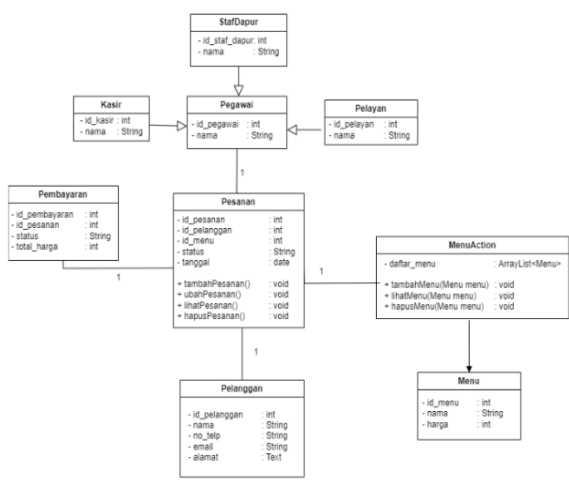 StafDapur
- id_staf_dapur: int
- nama : String
Kasir
- id_kasir : int
- nama : String
Pegawai
- id_pegawai : int
- nama : String
Pelayan
- id_pelayan : int
- nama : String
1
Pembayaran
- id_pembayaran : int
- id_pesanan : int
- status : String
- total_harga : int
1
Pesanan
- id_pesanan : int
- id_pelanggan : int
- id_menu : int
- status : String
- tanggal : date
+ tambahPesanan() : void
+ ubahPesanan() : void
+ lihatPesanan() : void
+ hapusPesanan() : void
1
MenuAction
- daftar_menu : ArrayList<Menu>
+ tambahMenu(Menu menu) : void
+ lihatMenu(Menu menu) : void
+ hapusMenu(Menu menu) : void
1
Menu
- id_menu : int
- nama : String
- harga : int
Pelanggan
- id_pelanggan : int
- nama : String
- no_telp : String
- email : String
- alamat : Text